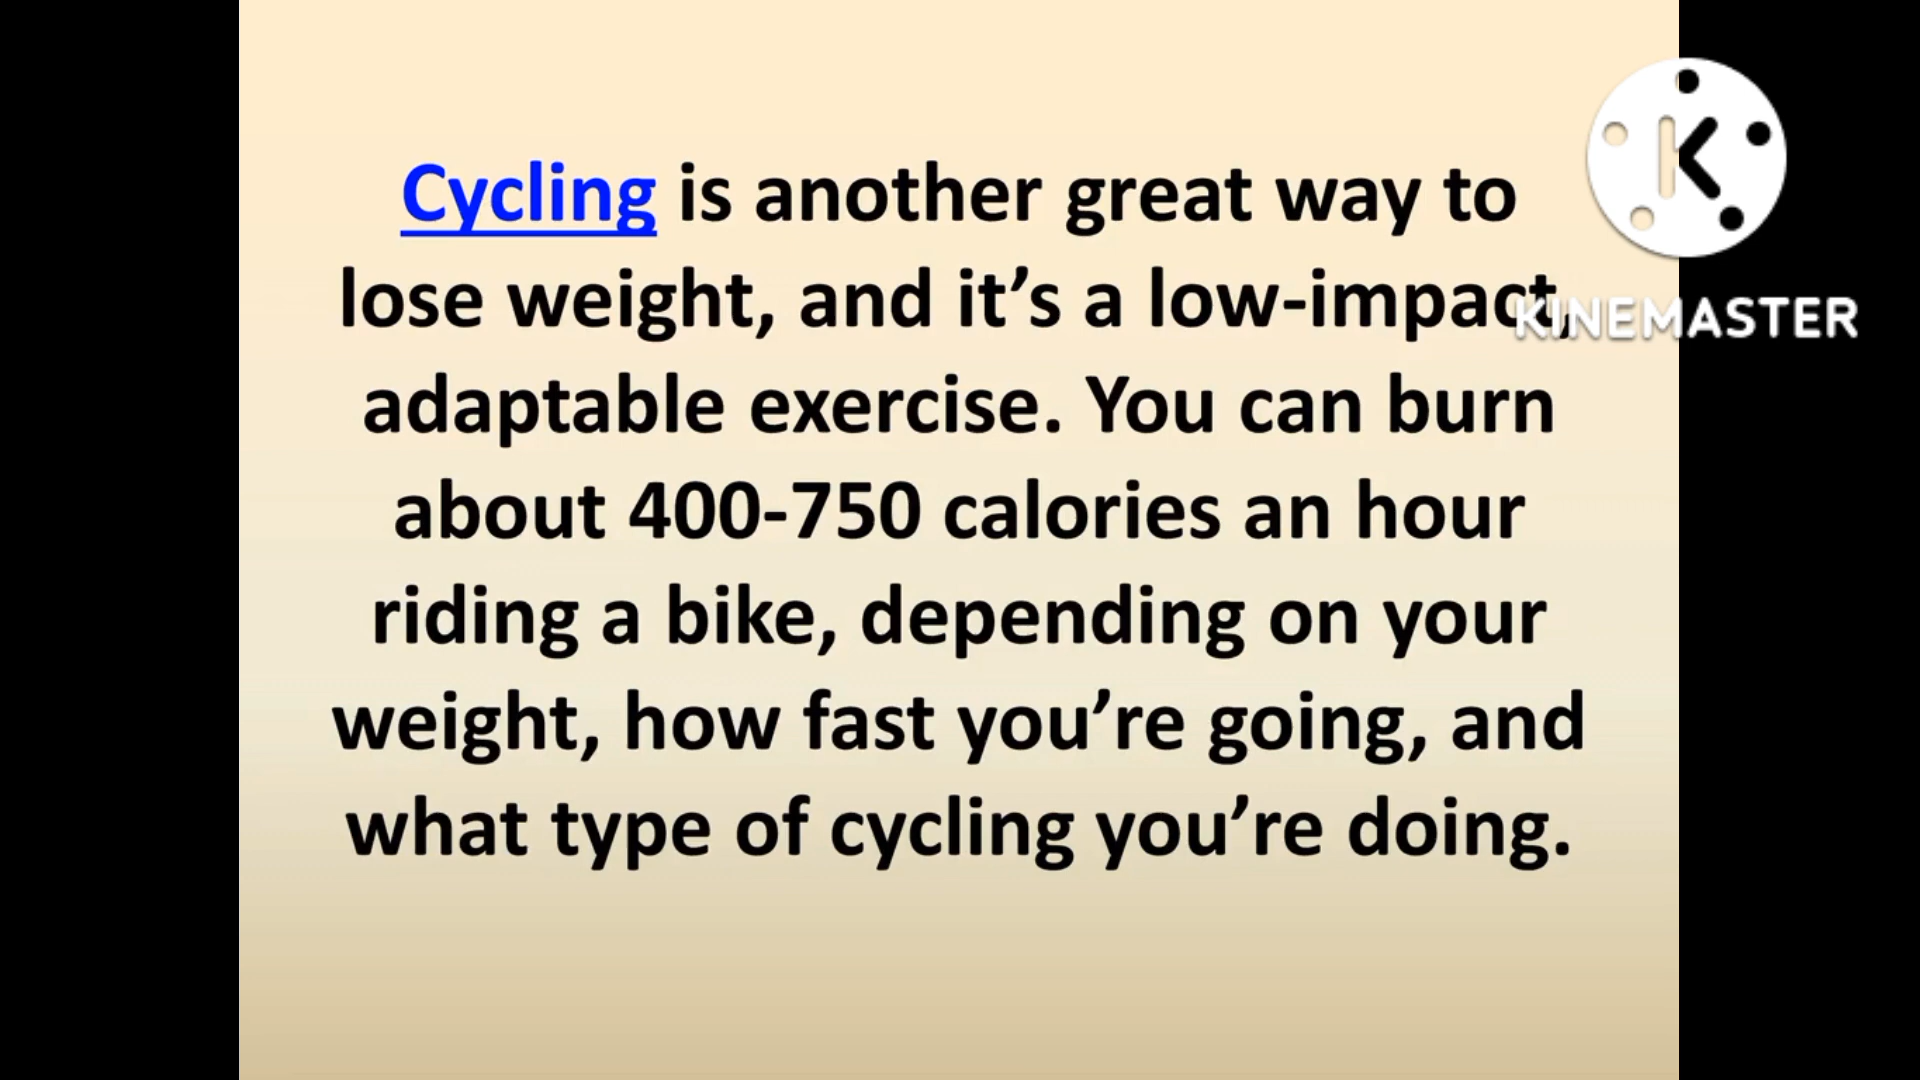 Cycling is another great way to
lose weight, and it’s a low-impact,
adaptable exercise. You can burn
about 400-750 calories an hour
riding a bike, depending on your
weight, how fast you’re going, and
what type of cycling you’re doing.
K
KINEMASTER